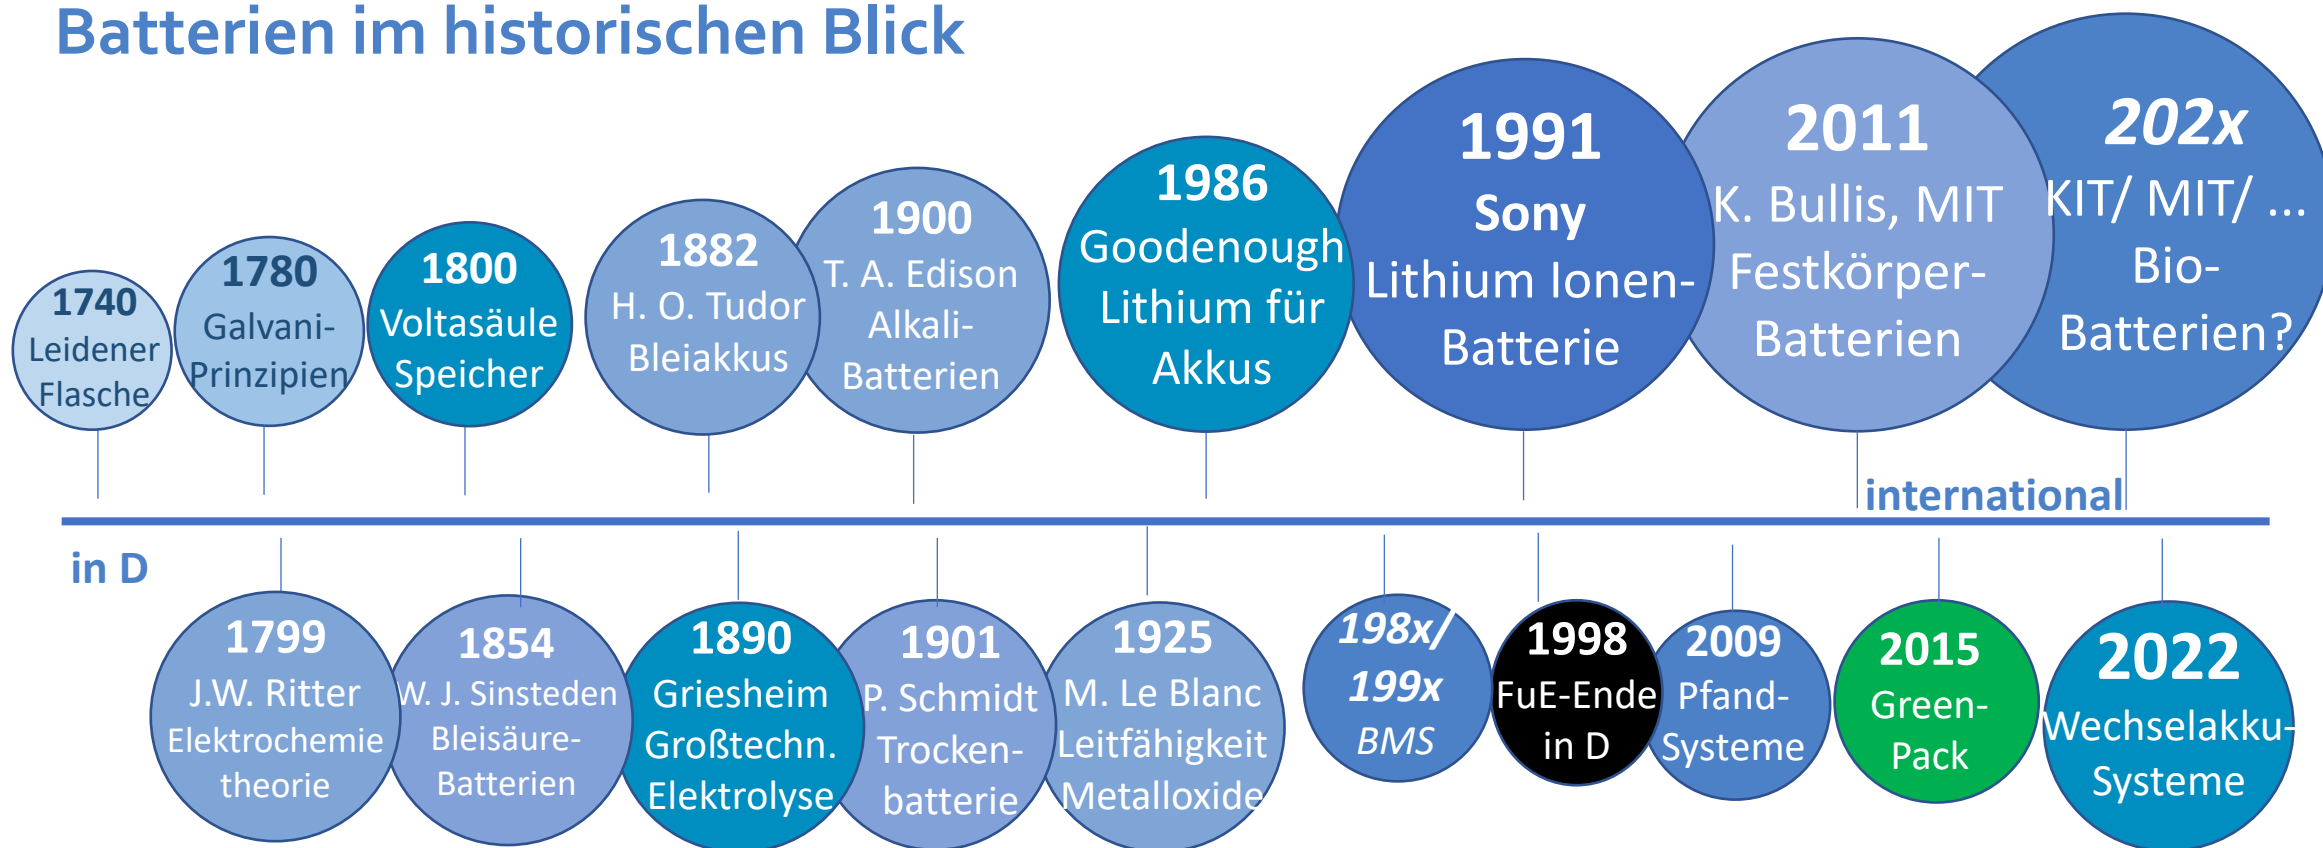 Batterien im historischen Blick
1740
Leidener
Flasche
1780
Galvani-
Prinzipien
1800
Voltasäule
Speicher
1882
H. O. Tudor
Bleiakkus
1900
T. A. Edison
Alkali-
Batterien
1986
Goodenough
Lithium für
Akkus
1991
Sony
Lithium Ionen-
Batterie
2011
K. Bullis, MIT
Festkörper-
Batterien
202x
KIT/ MIT/ ...
Bio-
Batterien?
international
in D
1799
J.W. Ritter
Elektrochemie
theorie
1854
W. J. Sinsteden
Bleisäure-
Batterien
1890
Griesheim
Großtechn.
Elektrolyse
1901
P. Schmidt
Trocken-
batterie
1925
M. Le Blanc
Leitfähigkeit
Metalloxide
198x/
199x
BMS
1998
FuE-Ende
in D
2009
Pfand-
Systeme
2015
Green-
Pack
2022
Wechselakku-
Systeme